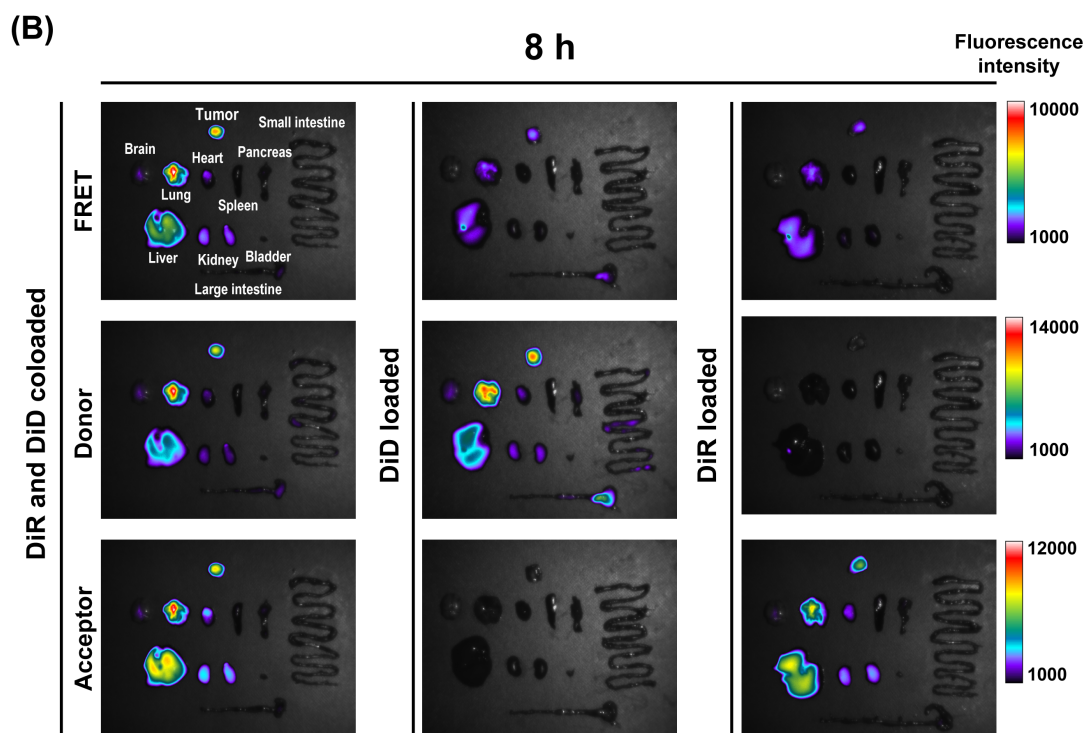 (B)
8 h
Fluorescence
intensity
DiR and DiD coloaded
DiD loaded
DiR loaded
FRET
Tumor
Small intestine
Brain
Heart
Pancreas
Lung
Spleen
Liver
Kidney
Bladder
Large intestine
10000
1000
Donor
14000
1000
Acceptor
12000
1000